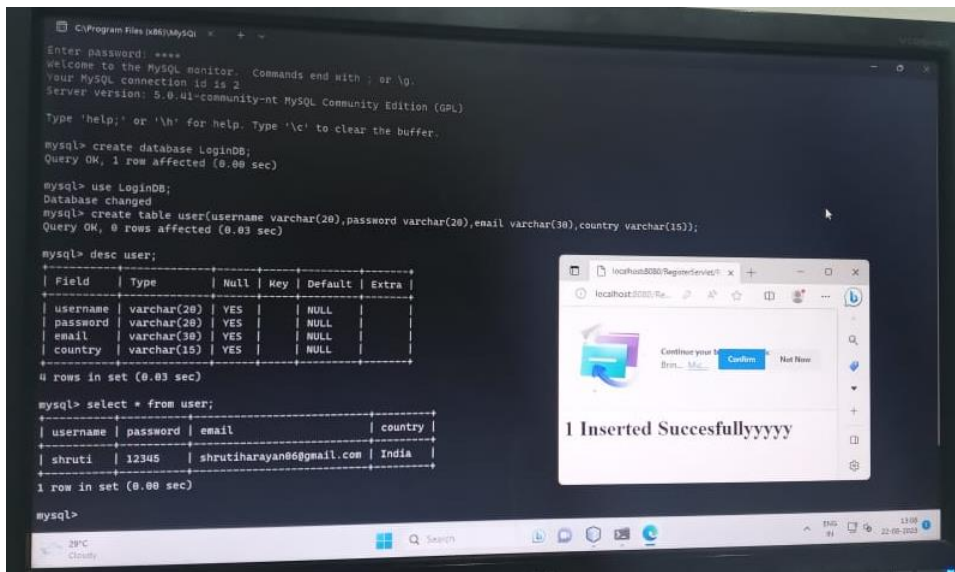 C:\Program Files (x86)\MySQL
Enter password: ****
Welcome to the MySQL monitor.  Commands end with ; or \g.
Your MySQL connection id is 2
Server version: 5.0.41-community-nt MySQL Community Edition (GPL)
Type 'help;' or '\h' for help. Type '\c' to clear the buffer.
mysql> create database LoginDB;
Query OK, 1 row affected (0.00 sec)
mysql> use LoginDB;
Database changed
mysql> create table user(username varchar(20),password varchar(20),email varchar(30),country varchar(15));
Query OK, 0 rows affected (0.03 sec)
mysql> desc user;
| Field | Type | Null | Key | Default | Extra |
| username | varchar(20) | YES | | NULL | |
| password | varchar(20) | YES | | NULL | |
| email | varchar(30) | YES | | NULL | |
| country | varchar(15) | YES | | NULL | |
4 rows in set (0.03 sec)
mysql> select * from user;
| username | password | email | country |
| shruti | 12345 | shrutiharayan06@gmail.com | India |
1 row in set (0.00 sec)
mysql>
localhost:8080/RegisterServlet/
localhost:8080/Re...
Continue your
Brin... Mic...
Confirm
Not Now
1 Inserted Succesfullyyyyy
29°C
Cloudy
Search
ENG
IN
13:08
22-08-2023